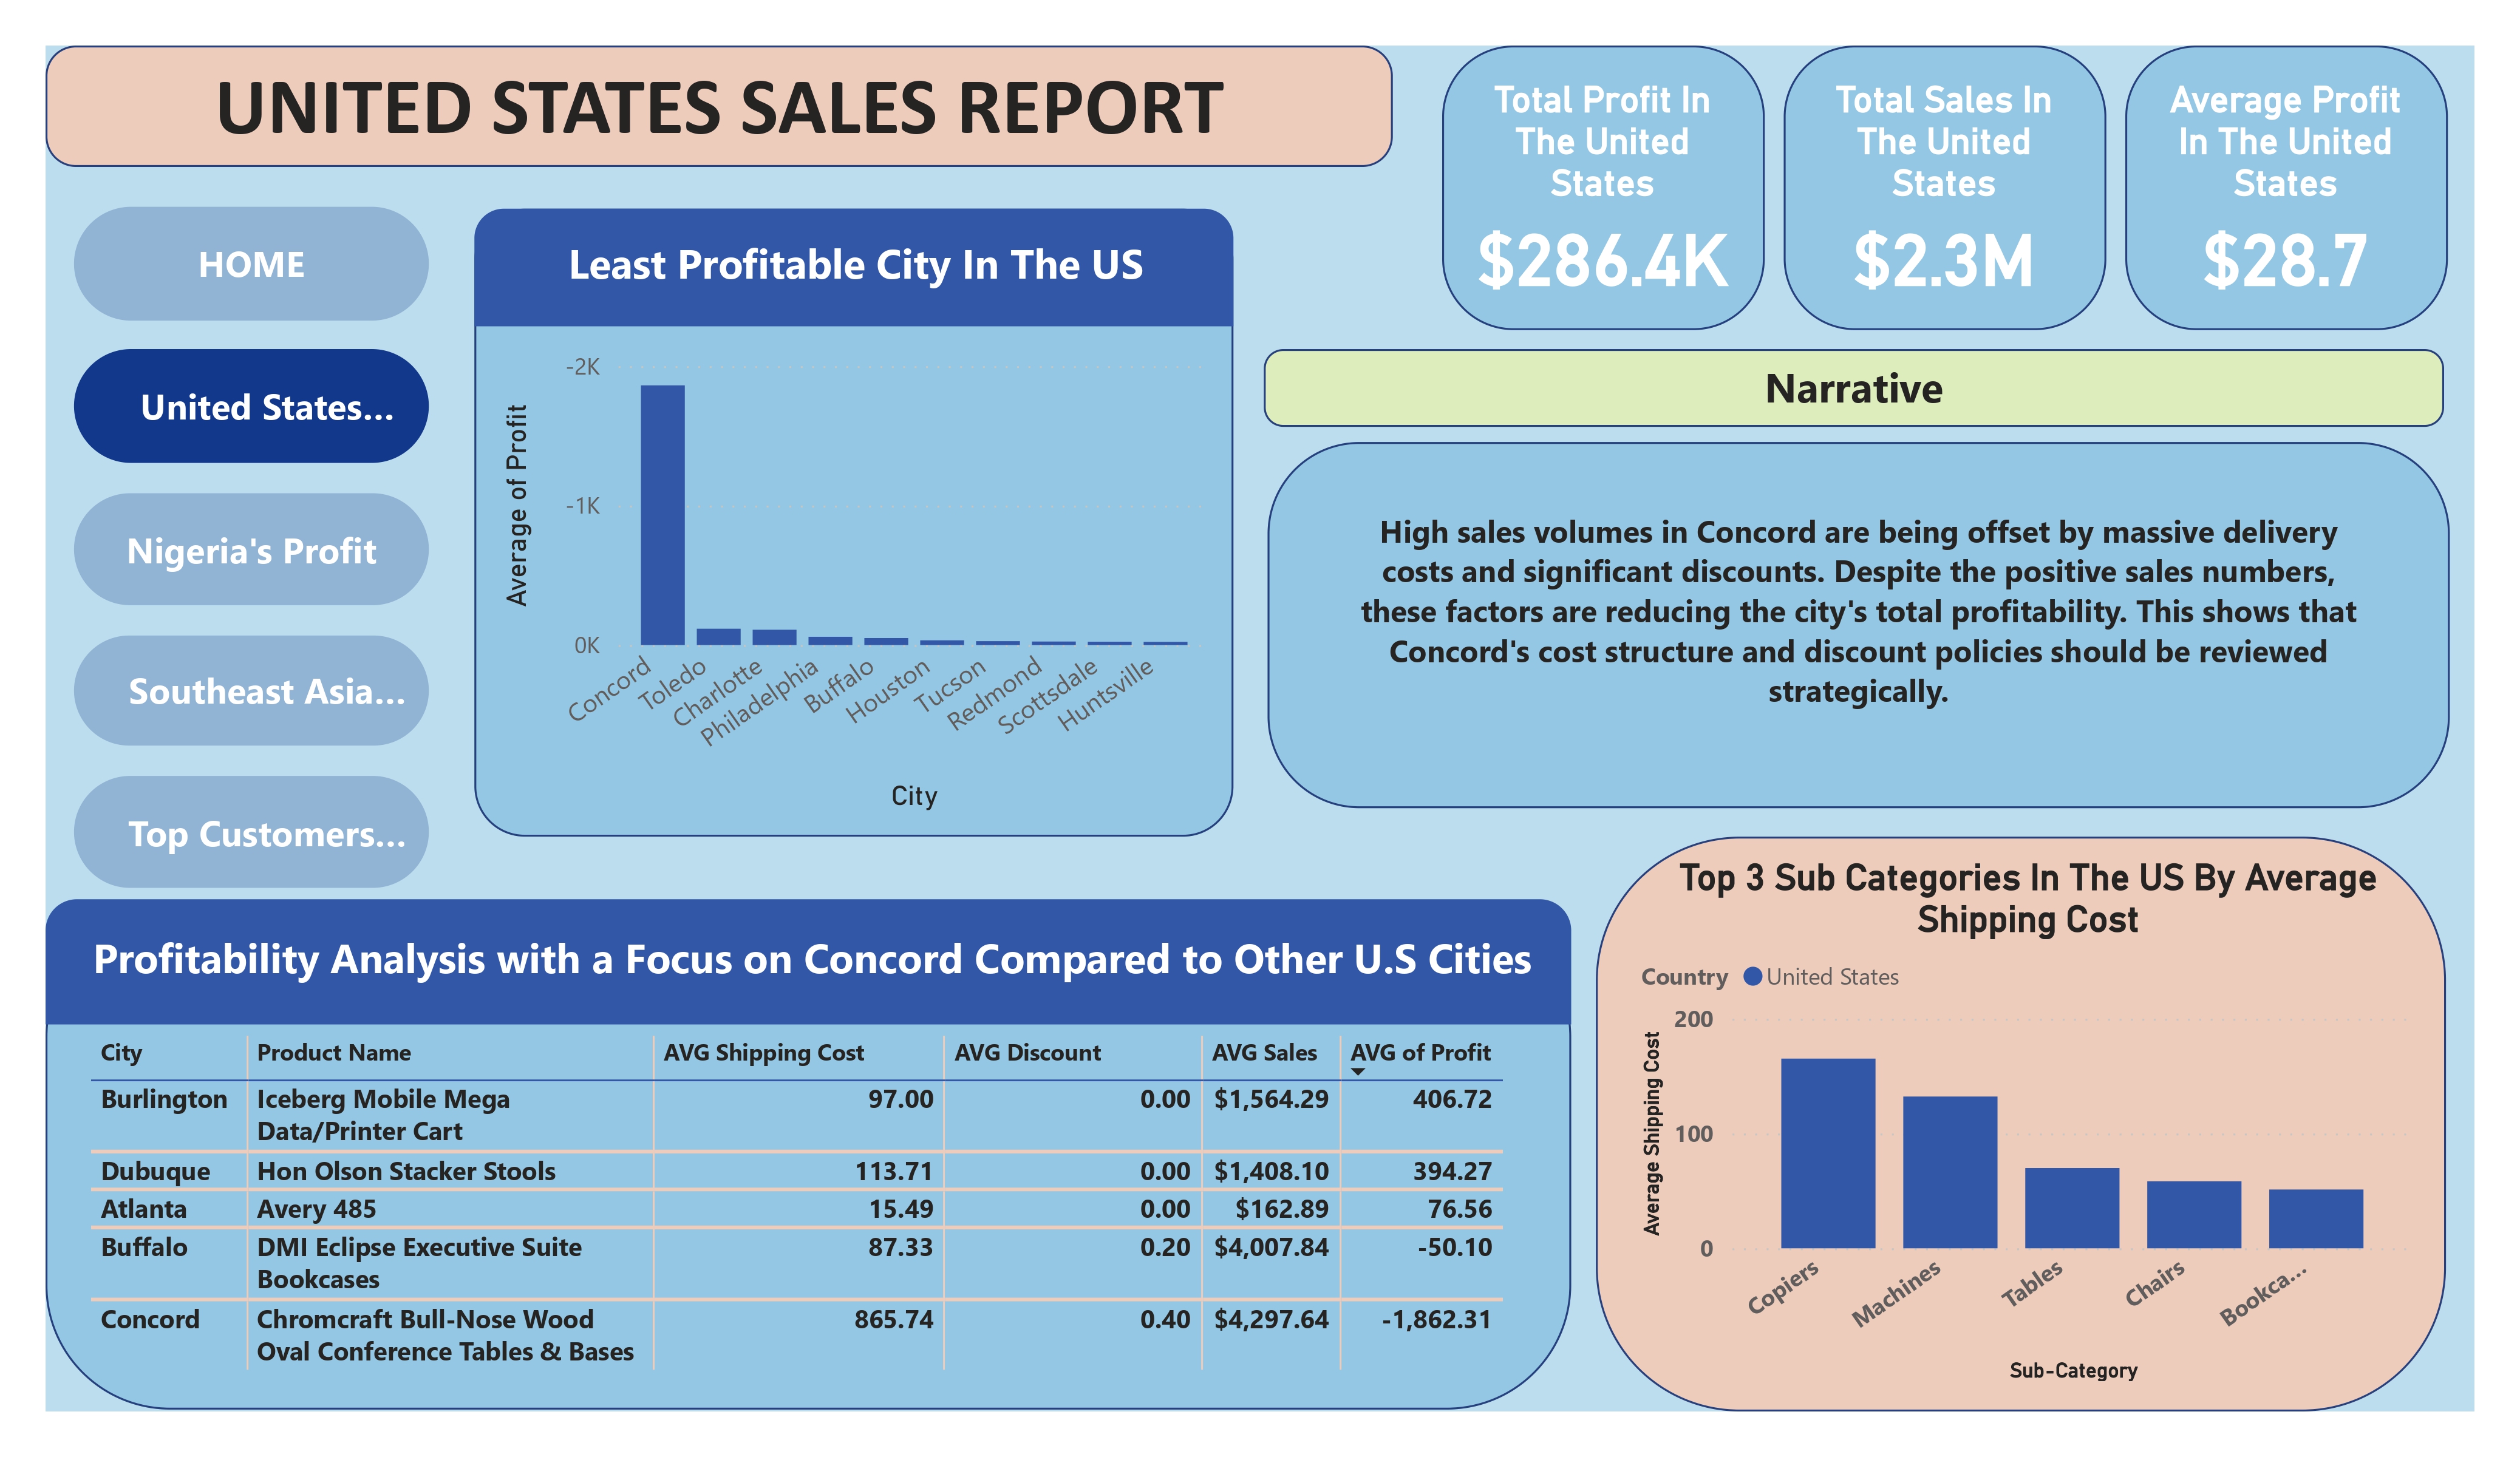 UNITED STATES SALES REPORT
Total Profit In
The United
States
$286.4K
Total Sales In
The United
States
$2.3M
Average Profit
In The United
States
$28.7
HOME
United States...
Nigeria's Profit
Southeast Asia...
Top Customers...
Least Profitable City In The US
Average of Profit
-2K
-1K
0K
Concord
Toledo
Charlotte
Philadelphia
Buffalo
Houston
Tucson
Redmond
Scottsdale
Huntsville
City
Narrative
High sales volumes in Concord are being offset by massive delivery
costs and significant discounts. Despite the positive sales numbers,
these factors are reducing the city's total profitability. This shows that
Concord's cost structure and discount policies should be reviewed
strategically.
Profitability Analysis with a Focus on Concord Compared to Other U.S Cities
City Product Name AVG Shipping Cost AVG Discount AVG Sales AVG of Profit
Burlington Iceberg Mobile Mega 97.00 0.00 $1,564.29 406.72
Data/Printer Cart
Dubuque Hon Olson Stacker Stools 113.71 0.00 $1,408.10 394.27
Atlanta Avery 485 15.49 0.00 $162.89 76.56
Buffalo DMI Eclipse Executive Suite 87.33 0.20 $4,007.84 -50.10
Bookcases
Concord Chromcraft Bull-Nose Wood 865.74 0.40 $4,297.64 -1,862.31
Oval Conference Tables & Bases
Top 3 Sub Categories In The US By Average
Shipping Cost
Country United States
Average Shipping Cost
200
100
0
Copiers
Machines
Tables
Chairs
Bookca...
Sub-Category